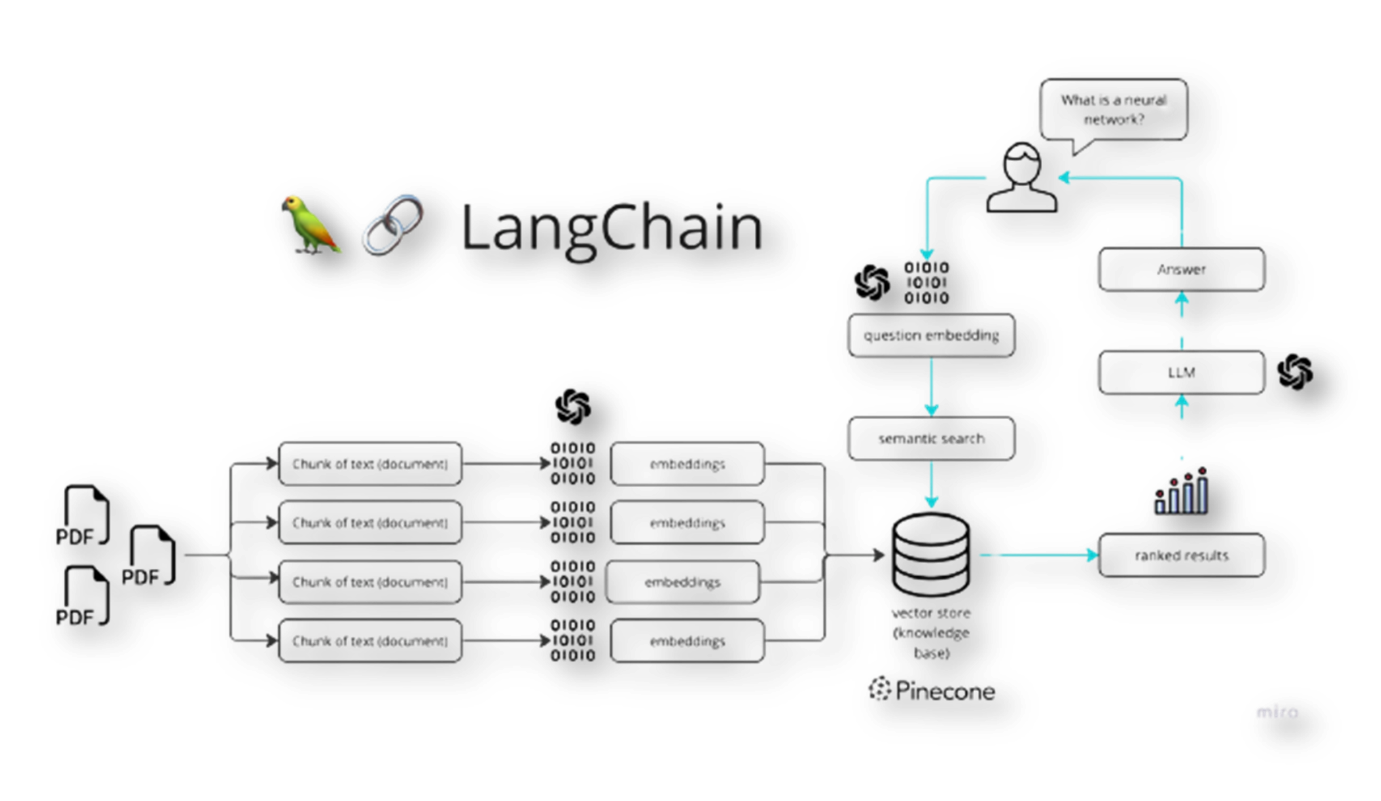 What is a neural
network?
LangChain
01010
10101
01010
Answer
question embedding
LLM
semantic search
Chunk of text (document)
01010
10101
01010
embeddings
Chunk of text (document)
01010
10101
01010
embeddings
Chunk of text (document)
01010
10101
01010
embeddings
Chunk of text (document)
01010
10101
01010
embeddings
PDF
PDF
PDF
ranked results
vector store
(knowledge
base)
Pinecone
miro